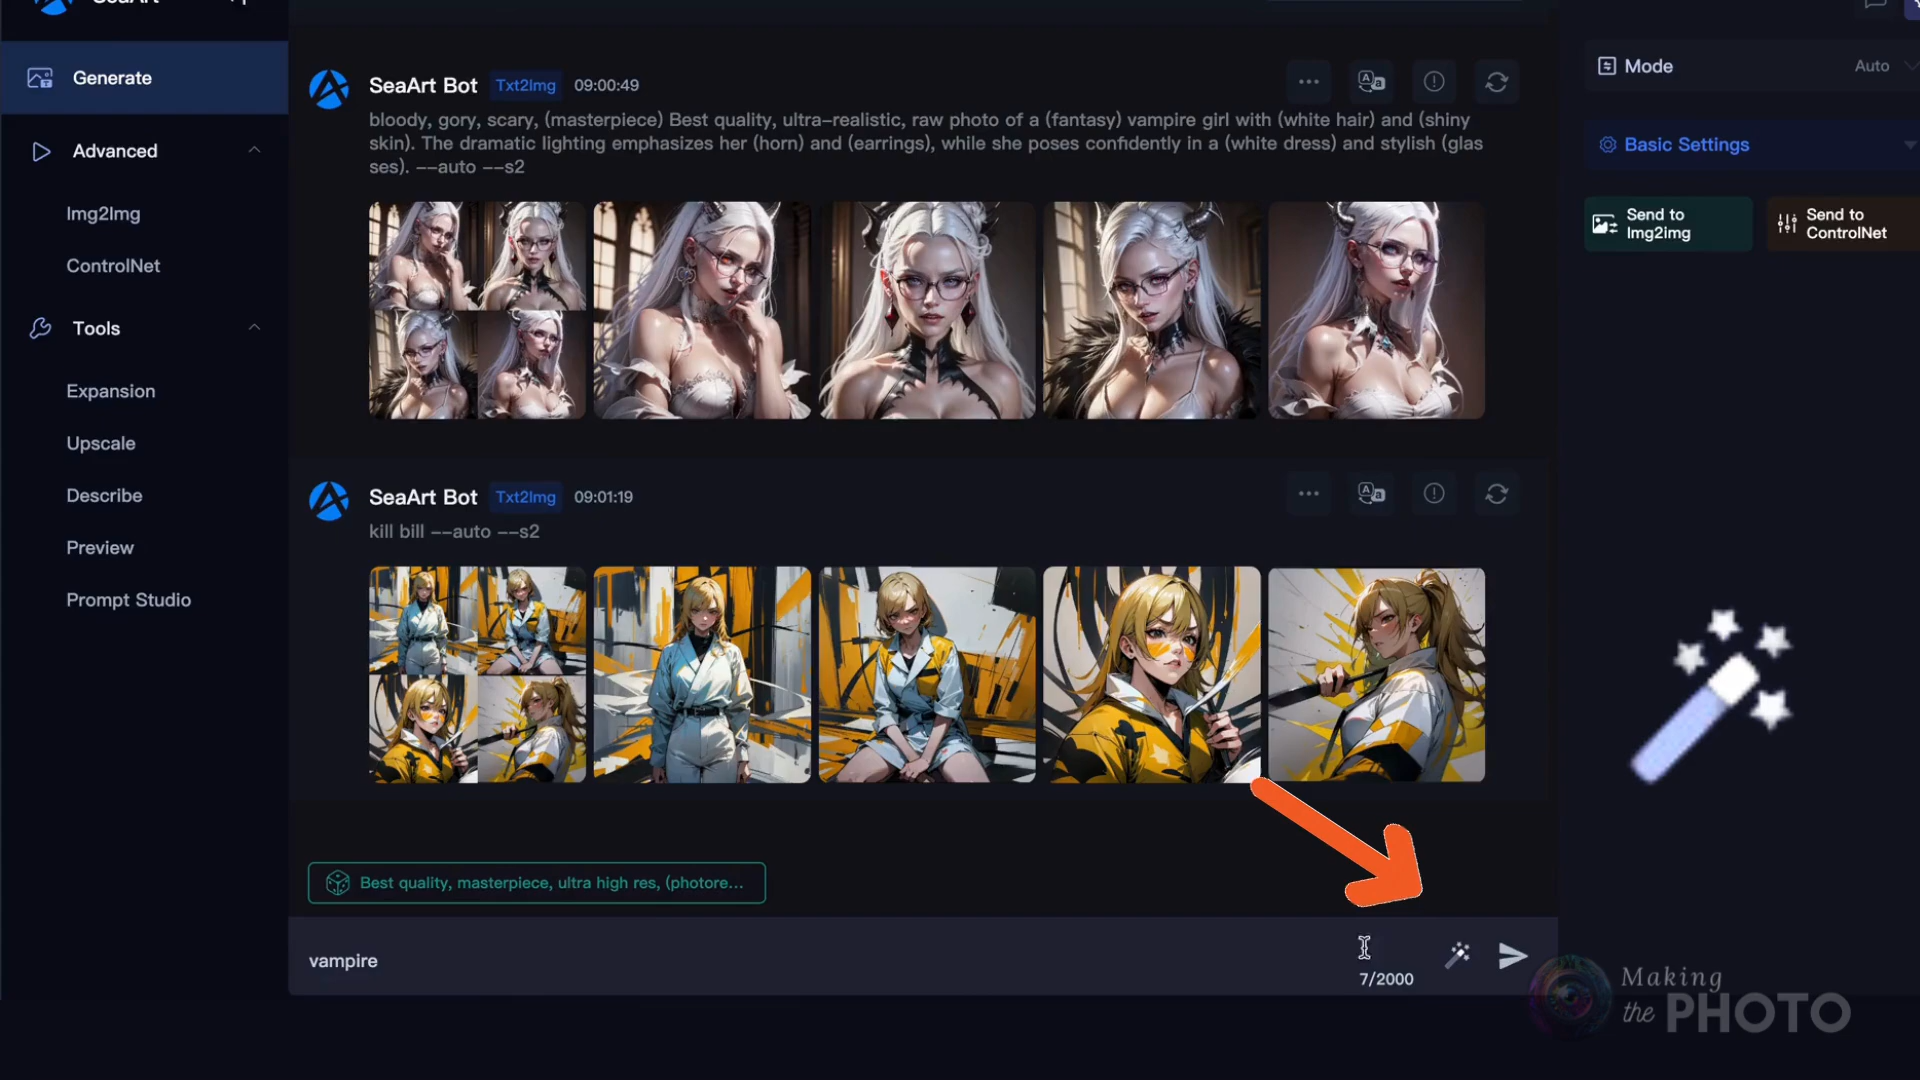 SeaArt
Generate
Advanced
Img2Img
ControlNet
Tools
Expansion
Upscale
Describe
Preview
Prompt Studio
SeaArt Bot Txt2Img 09:00:49
bloody, gory, scary, (masterpiece) Best quality, ultra-realistic, raw photo of a (fantasy) vampire girl with (white hair) and (shiny
skin). The dramatic lighting emphasizes her (horn) and (earrings), while she poses confidently in a (white dress) and stylish (glas
ses). --auto --s2
SeaArt Bot Txt2Img 09:01:19
kill bill --auto --s2
Best quality, masterpiece, ultra high res, (photore...
vampire
7/2000
Mode Auto
Basic Settings
Send to
Img2img
Send to
ControlNet
Making
the PHOTO